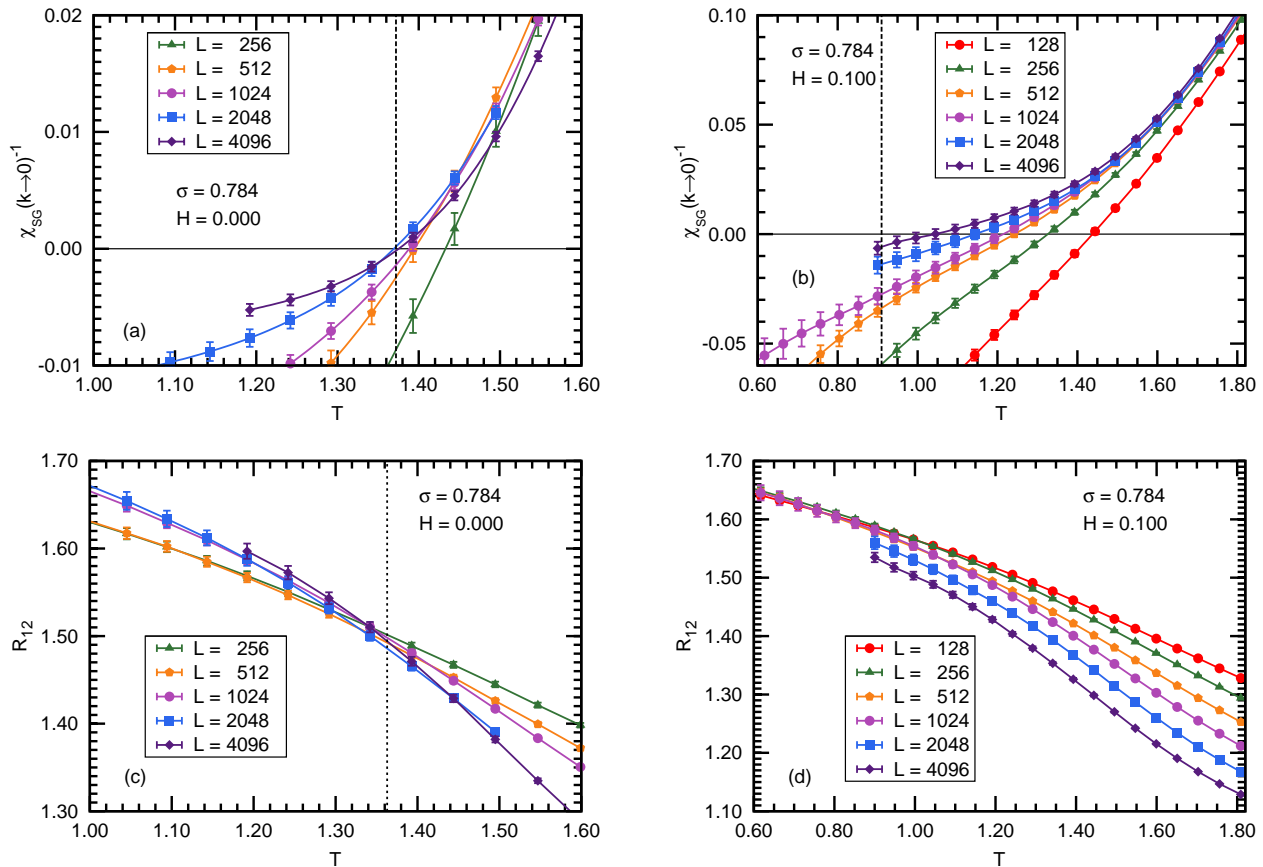 0.02
0.01
0.00
-0.01
χSG(k→0)⁻¹
L = 256
L = 512
L = 1024
L = 2048
L = 4096
σ = 0.784
H = 0.000
(a)
1.00 1.10 1.20 1.30 1.40 1.50 1.60
T
0.10
0.05
0.00
-0.05
χSG(k→0)⁻¹
σ = 0.784
H = 0.100
L = 128
L = 256
L = 512
L = 1024
L = 2048
L = 4096
(b)
0.60 0.80 1.00 1.20 1.40 1.60 1.80
T
1.70
1.60
1.50
1.40
1.30
R12
σ = 0.784
H = 0.000
L = 256
L = 512
L = 1024
L = 2048
L = 4096
(c)
1.00 1.10 1.20 1.30 1.40 1.50 1.60
T
1.70
1.60
1.50
1.40
1.30
1.20
1.10
R12
σ = 0.784
H = 0.100
L = 128
L = 256
L = 512
L = 1024
L = 2048
L = 4096
(d)
0.60 0.80 1.00 1.20 1.40 1.60 1.80
T